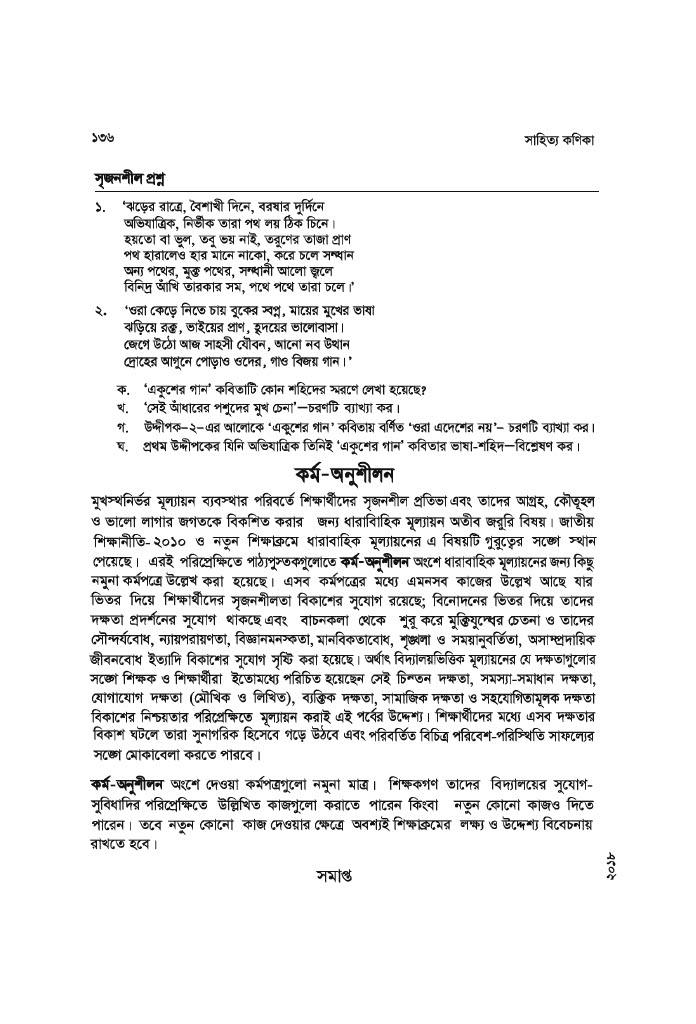 ১৩৬
সাহিত্য কণিকা
সৃজনশীল প্রশ্ন
১. ‘ঝড়ের রাত্রে, বৈশাখী দিনে, বরষার দুর্দিনে
অভিযাত্রিক, নির্ভীক তারা পথ লয় ঠিক চিনে।
হয়তো বা ভুল, তবু ভয় নাই, তরুণের তাজা প্রাণ
পথ হারালেও হার মানে নাকো, করে চলে সন্ধান
অন্য পথের, মুক্ত পথের, সন্ধানী আলো জ্বলে
বিনিদ্র আঁখি তারকার সম, পথে পথে তারা চলে।’
২. ‘ওরা কেড়ে নিতে চায় বুকের স্বপ্ন, মায়ের মুখের ভাষা
ঝড়িয়ে রক্ত, ভাইয়ের প্রাণ, হৃদয়ের ভালোবাসা।
জেগে উঠো আজ সাহসী যৌবন, আনো নব উত্থান
দ্রোহের আগুনে পোড়াও ওদের, গাও বিজয় গান।’
ক. ‘একুশের গান’ কবিতাটি কোন শহিদের স্মরণে লেখা হয়েছে?
খ. ‘সেই আঁধারের পশুদের মুখ চেনা’—চরণটি ব্যাখ্যা কর।
গ. উদ্দীপক–২–এর আলোকে ‘একুশের গান’ কবিতায় বর্ণিত ‘ওরা এদেশের নয়’– চরণটি ব্যাখ্যা কর।
ঘ. প্রথম উদ্দীপকের যিনি অভিযাত্রিক তিনিই ‘একুশের গান’ কবিতার ভাষা-শহিদ—বিশ্লেষণ কর।
কর্ম-অনুশীলন
মুখস্থনির্ভর মূল্যায়ন ব্যবস্থার পরিবর্তে শিক্ষার্থীদের সৃজনশীল প্রতিভা এবং তাদের আগ্রহ, কৌতূহল
ও ভালো লাগার জগতকে বিকশিত করার জন্য ধারাবাহিক মূল্যায়ন অতীব জরুরি বিষয়। জাতীয়
শিক্ষানীতি-২০১০ ও নতুন শিক্ষাক্রমে ধারাবাহিক মূল্যায়নের এ বিষয়টি গুরুত্বের সঙ্গে স্থান
পেয়েছে। এরই পরিপ্রেক্ষিতে পাঠ্যপুস্তকগুলোতে কর্ম-অনুশীলন অংশে ধারাবাহিক মূল্যায়নের জন্য কিছু
নমুনা কর্মপত্রে উল্লেখ করা হয়েছে। এসব কর্মপত্রের মধ্যে এমনসব কাজের উল্লেখ আছে যার
ভিতর দিয়ে শিক্ষার্থীদের সৃজনশীলতা বিকাশের সুযোগ রয়েছে; বিনোদনের ভিতর দিয়ে তাদের
দক্ষতা প্রদর্শনের সুযোগ থাকছে এবং বাচনকলা থেকে শুরু করে মুক্তিযুদ্ধের চেতনা ও তাদের
সৌন্দর্যবোধ, ন্যায়পরায়ণতা, বিজ্ঞানমনস্কতা, মানবিকতাবোধ, শৃঙ্খলা ও সময়ানুবর্তিতা, অসাম্প্রদায়িক
জীবনবোধ ইত্যাদি বিকাশের সুযোগ সৃষ্টি করা হয়েছে। অর্থাৎ বিদ্যালয়ভিত্তিক মূল্যায়নের যে দক্ষতাগুলোর
সঙ্গে শিক্ষক ও শিক্ষার্থীরা ইতোমধ্যে পরিচিত হয়েছেন সেই চিন্তন দক্ষতা, সমস্যা-সমাধান দক্ষতা,
যোগাযোগ দক্ষতা (মৌখিক ও লিখিত), ব্যক্তিক দক্ষতা, সামাজিক দক্ষতা ও সহযোগিতামূলক দক্ষতা
বিকাশের নিশ্চয়তার পরিপ্রেক্ষিতে মূল্যায়ন করাই এই পর্বের উদ্দেশ্য। শিক্ষার্থীদের মধ্যে এসব দক্ষতার
বিকাশ ঘটলে তারা সুনাগরিক হিসেবে গড়ে উঠবে এবং পরিবর্তিত বিচিত্র পরিবেশ-পরিস্থিতি সাফল্যের
সঙ্গে মোকাবেলা করতে পারবে।
কর্ম-অনুশীলন অংশে দেওয়া কর্মপত্রগুলো নমুনা মাত্র। শিক্ষকগণ তাদের বিদ্যালয়ের সুযোগ-
সুবিধাদির পরিপ্রেক্ষিতে উল্লিখিত কাজগুলো করাতে পারেন কিংবা নতুন কোনো কাজও দিতে
পারেন। তবে নতুন কোনো কাজ দেওয়ার ক্ষেত্রে অবশ্যই শিক্ষাক্রমের লক্ষ্য ও উদ্দেশ্য বিবেচনায়
রাখতে হবে।
সমাপ্ত
২০১৮